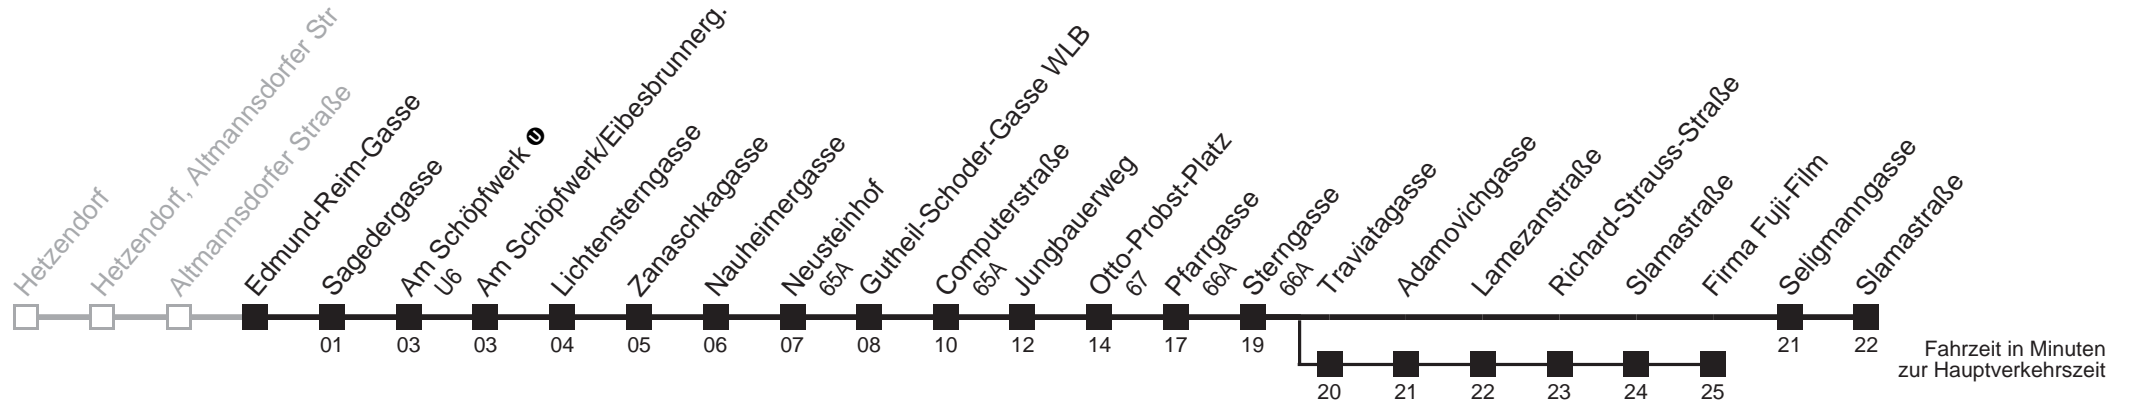 Hetzendorf
Hetzendorf, Altmannsdorfer Str
Altmannsdorfer Straße
Edmund-Reim-Gasse
Sagedergasse
Am Schöpfwerk U
U6
Am Schöpfwerk/Eibesbrunnerg.
Lichtensterngasse
Zanaschkagasse
Nauheimergasse
Neusteinhof
65A
Gutheil-Schoder-Gasse WLB
Computerstraße
65A
Jungbauerweg
Otto-Probst-Platz
67
Pfarrgasse
66A
Sterngasse
66A
Traviatagasse
Adamovichgasse
Lamezanstraße
Richard-Strauss-Straße
Slamastraße
Firma Fuji-Film
Seligmanngasse
Slamastraße
01 03 03 04 05 06 07 08 10 12 14 17 19 21 22
20 21 22 23 24 25
Fahrzeit in Minuten
zur Hauptverkehrszeit